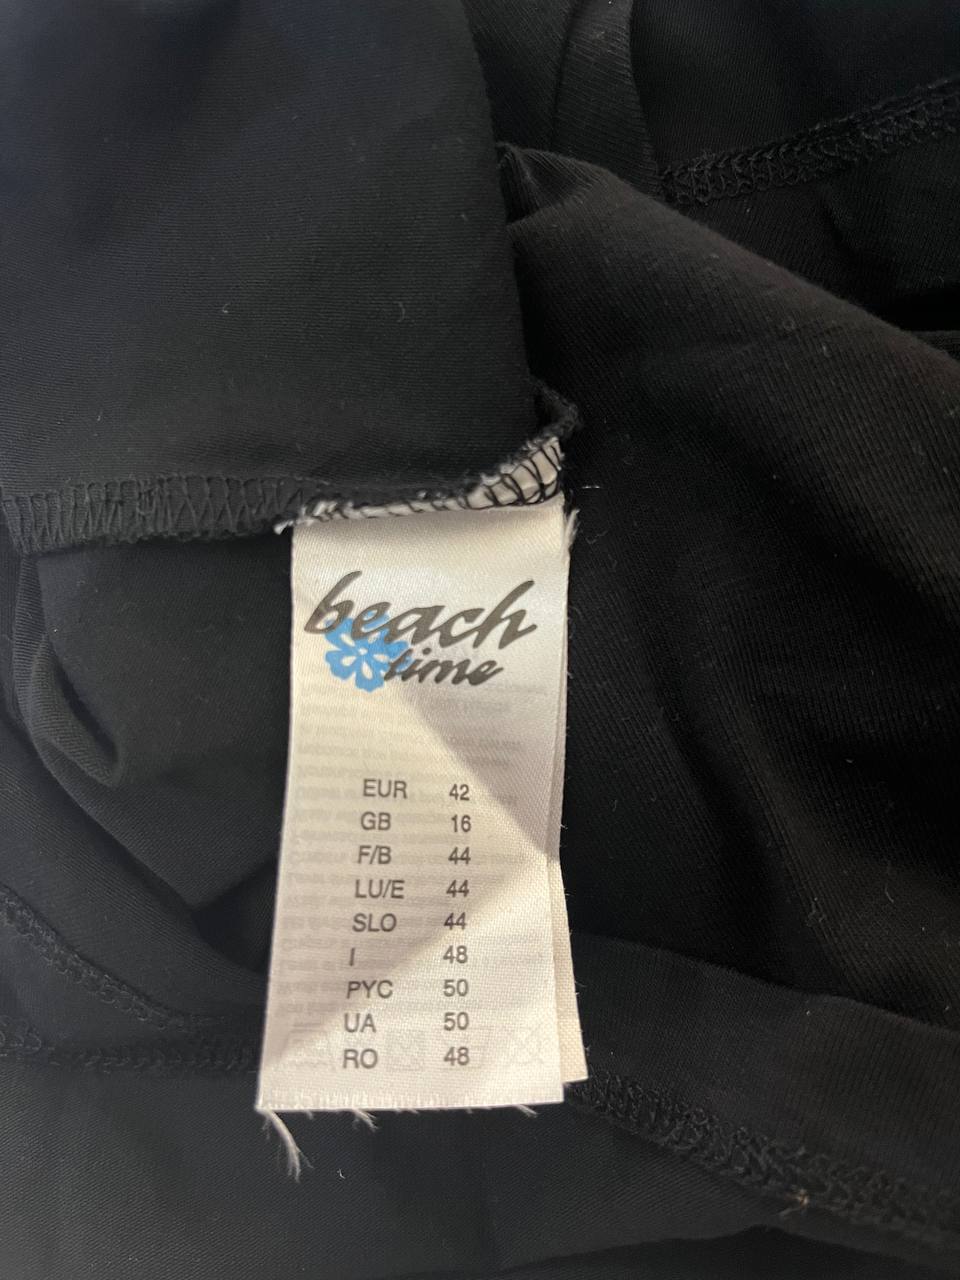 beach
time
EUR 42
GB 16
F/B 44
LU/E 44
SLO 44
I 48
PYC 50
UA 50
RO 48